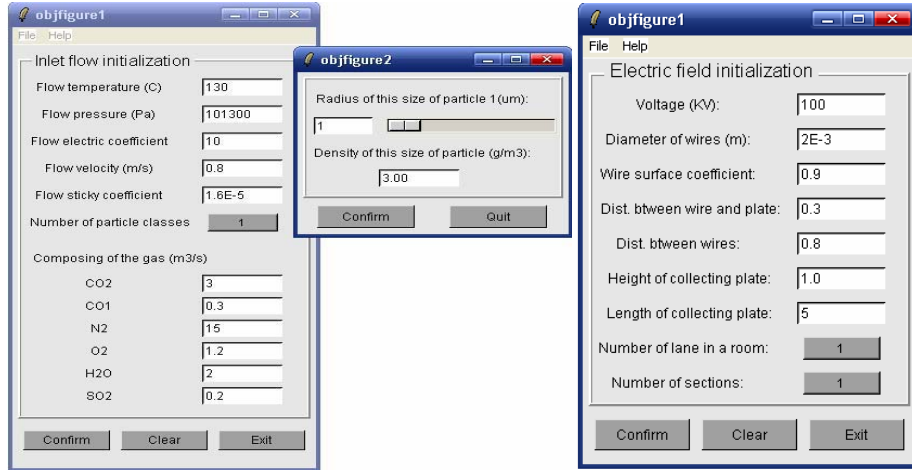 objfigure1
File Help
Inlet flow initialization
Flow temperature (C) 130
Flow pressure (Pa) 101300
Flow electric coefficient 10
Flow velocity (m/s) 0.8
Flow sticky coefficient 1.6E-5
Number of particle classes 1
Composing of the gas (m3/s)
CO2 3
CO1 0.3
N2 15
O2 1.2
H2O 2
SO2 0.2
Confirm Clear Exit
objfigure2
Radius of this size of particle 1(um):
1
Density of this size of particle (g/m3):
3.00
Confirm Quit
objfigure1
File Help
Electric field initialization
Voltage (KV): 100
Diameter of wires (m): 2E-3
Wire surface coefficient: 0.9
Dist. btween wire and plate: 0.3
Dist. btween wires: 0.8
Height of collecting plate: 1.0
Length of collecting plate: 5
Number of lane in a room: 1
Number of sections: 1
Confirm Clear Exit